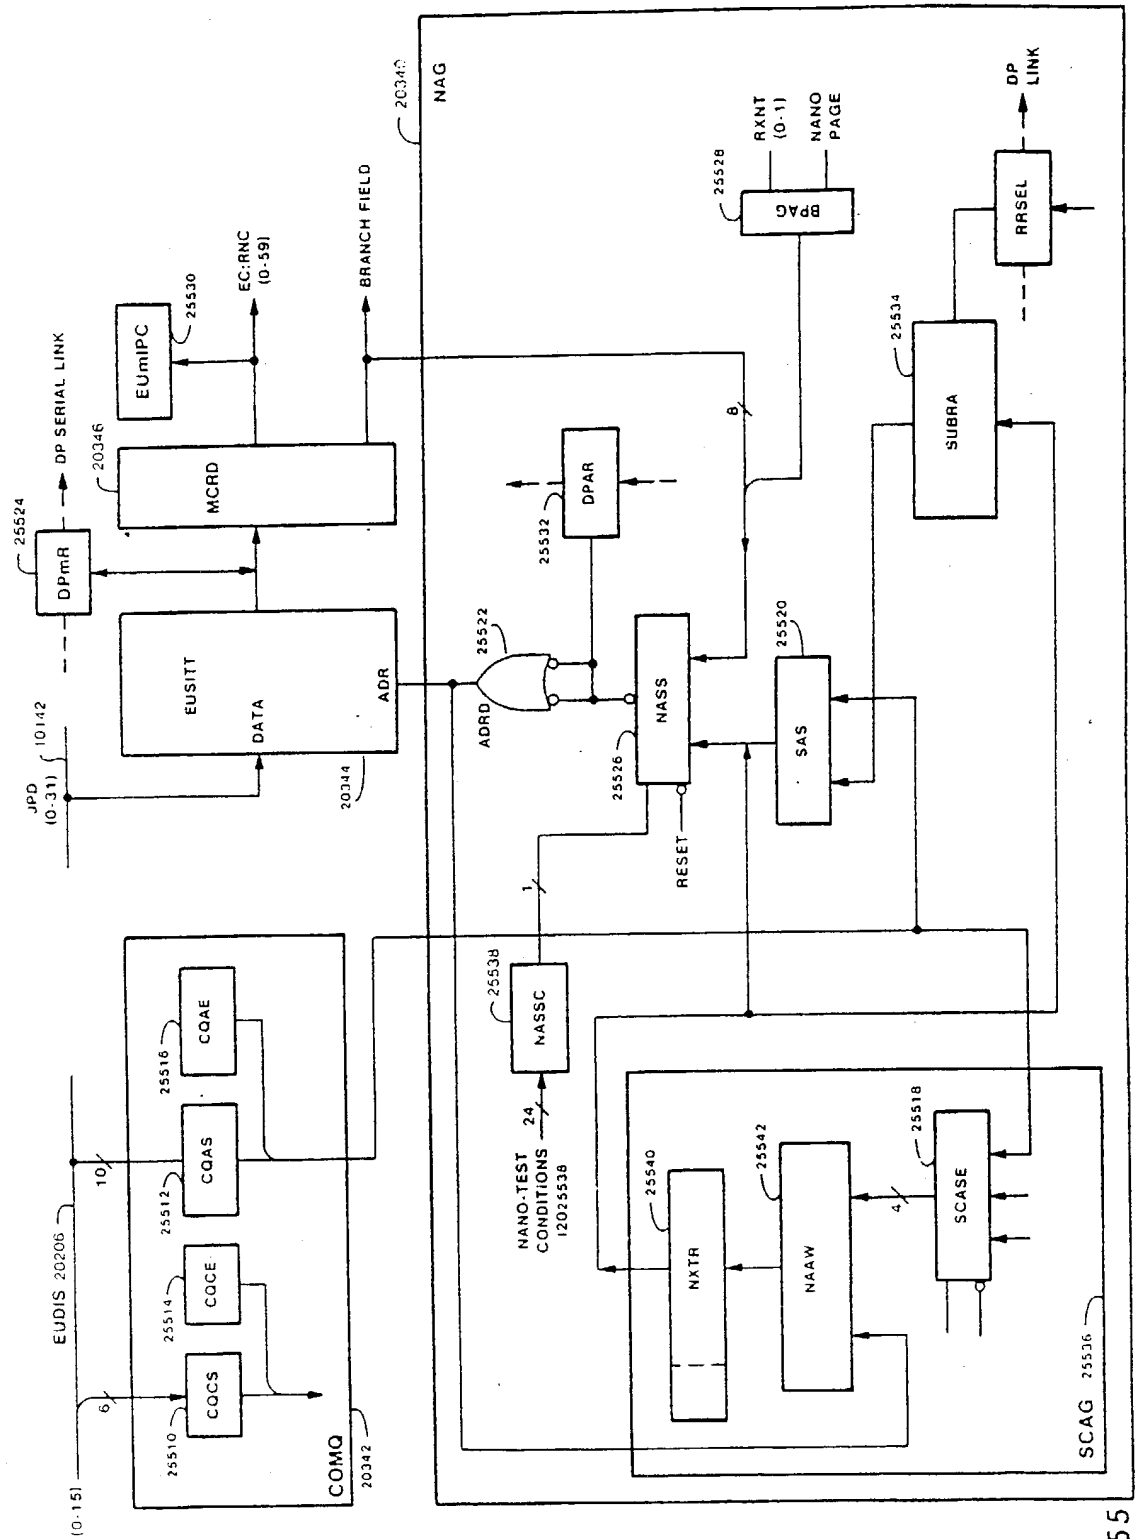 JPD
(0-31)
10142
25524
DPmR
DP SERIAL LINK
20346
EUmIPC
25530
EUSITT
DATA
ADR
20344
MCRD
EC:RNC
(0-59)
BRANCH FIELD
EUDIS 20206
(0-15)
6
10
25510
CQCS
25514
CQCE
25512
CQAS
25516
CQAE
COMQ
20342
20340
NAG
ADRD
25522
25532
DPAR
25528
BPAG
RXNT
(0-1)
NANO
PAGE
8
1
25538
NASSC
24
NANO-TEST
CONDITIONS
12025538
25526
NASS
RESET
25520
SAS
25534
SUBRA
RRSEL
DP
LINK
25540
NXTR
25542
NAAW
4
25518
SCASE
SCAG
25536
55